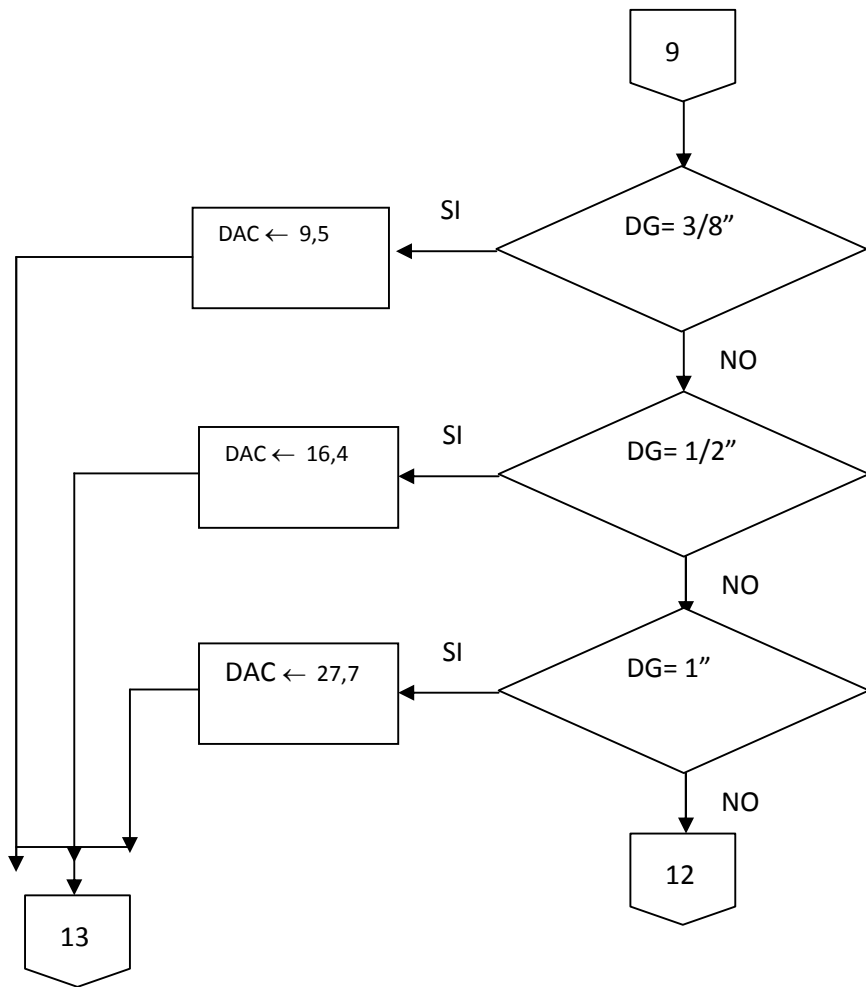 9
SI
DAC ← 9,5
DG= 3/8”
NO
SI
DAC ← 16,4
DG= 1/2”
NO
SI
DAC ← 27,7
DG= 1”
NO
12
13